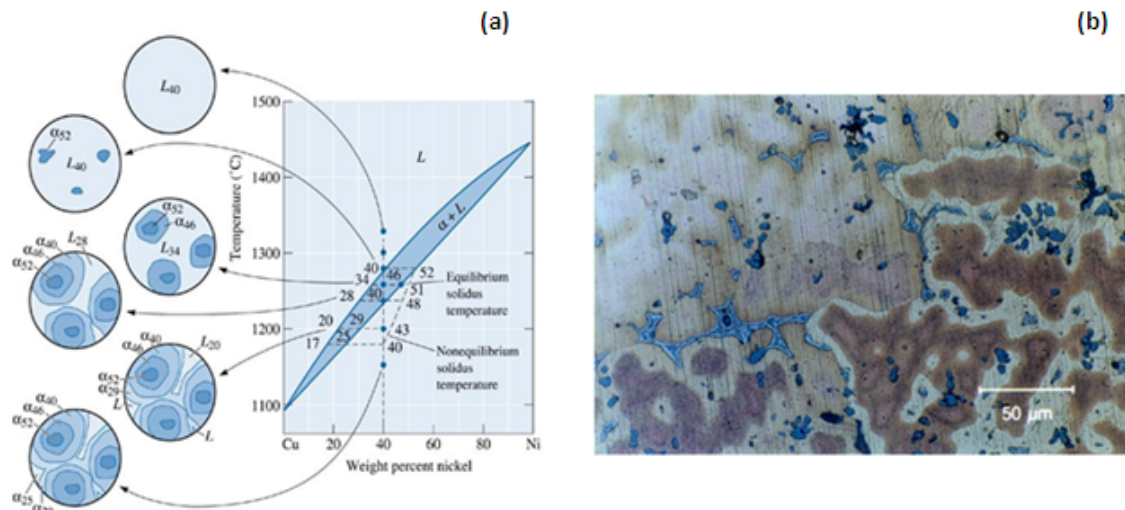 (a)
(b)
L40
α52
L40
α52
α46
L34
α40
α46
α52
L28
α40
α46
L20
α52
α29
L
L
α40
α46
α52
α25
1500
1400
1300
1200
1100
Temperature (°C)
L
α + L
40
46
52
34
51
40
28
48
20
29
43
25
17
40
Equilibrium
solidus
temperature
Nonequilibrium
solidus
temperature
Cu
20
40
60
80
Ni
Weight percent nickel
50 µm